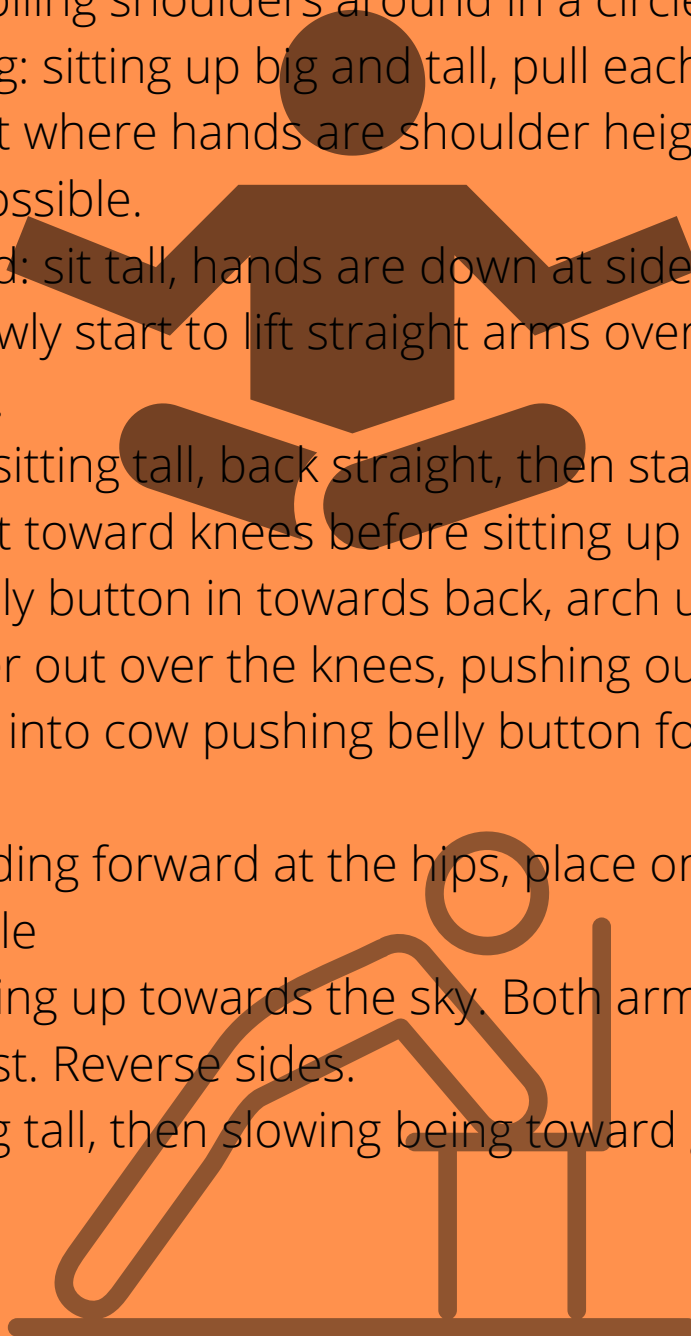 shoulders around in a circle
g: sitting up big and tall, pull each
t where hands are shoulder heig
ossible.
d: sit tall, hands are down at side
wly start to lift straight arms over
.
sitting tall, back straight, then sta
t toward knees before sitting up
ly button in towards back, arch u
r out over the knees, pushing ou
into cow pushing belly button fo
ding forward at the hips, place or
le
ing up towards the sky. Both arm
st. Reverse sides.
g tall, then slowing being toward